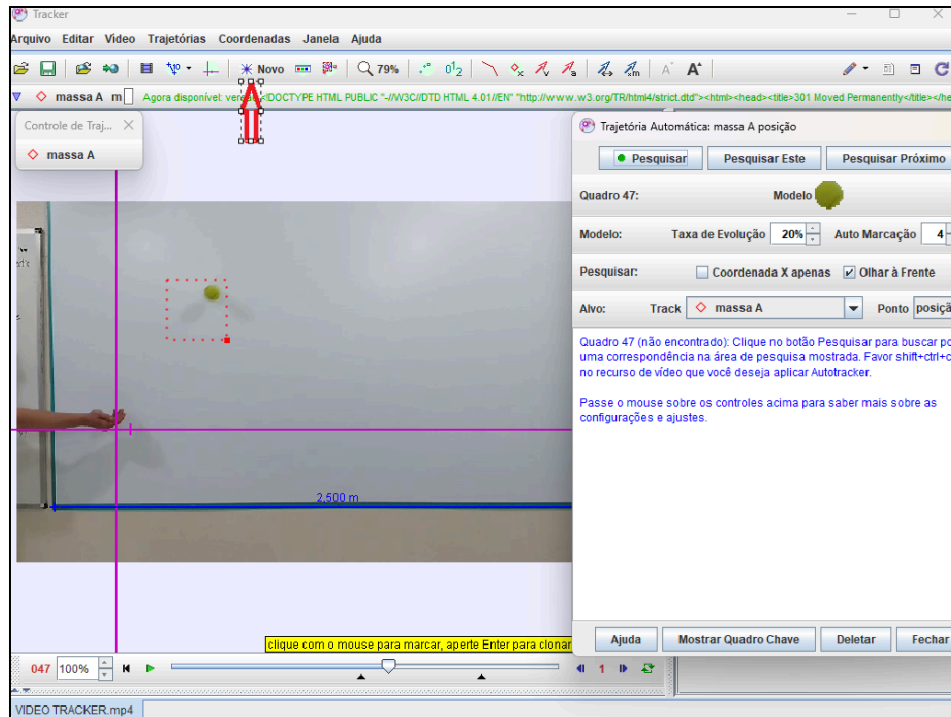 Tracker
Arquivo Editar Video Trajetórias Coordenadas Janela Ajuda
Novo 79%
massa A m Agora disponível: <!DOCTYPE HTML PUBLIC "-//W3C//DTD HTML 4.01//EN" "http://www.w3.org/TR/html4/strict.dtd"><html><head><title>301 Moved Permanently</title></he
Controle de Traj...
massa A
Trajetória Automática: massa A posição
Pesquisar Pesquisar Este Pesquisar Próximo
Quadro 47: Modelo
Modelo: Taxa de Evolução 20% Auto Marcação 4
Pesquisar: Coordenada X apenas Olhar à Frente
Alvo: Track massa A Ponto posiçã
Quadro 47 (não encontrado): Clique no botão Pesquisar para buscar po
uma correspondência na área de pesquisa mostrada. Favor shift+ctrl+c
no recurso de vídeo que você deseja aplicar Autotracker.
Passe o mouse sobre os controles acima para saber mais sobre as
configurações e ajustes.
2,500 m
clique com o mouse para marcar, aperte Enter para clonar
Ajuda Mostrar Quadro Chave Deletar Fechar
047 100% 1
VIDEO TRACKER.mp4